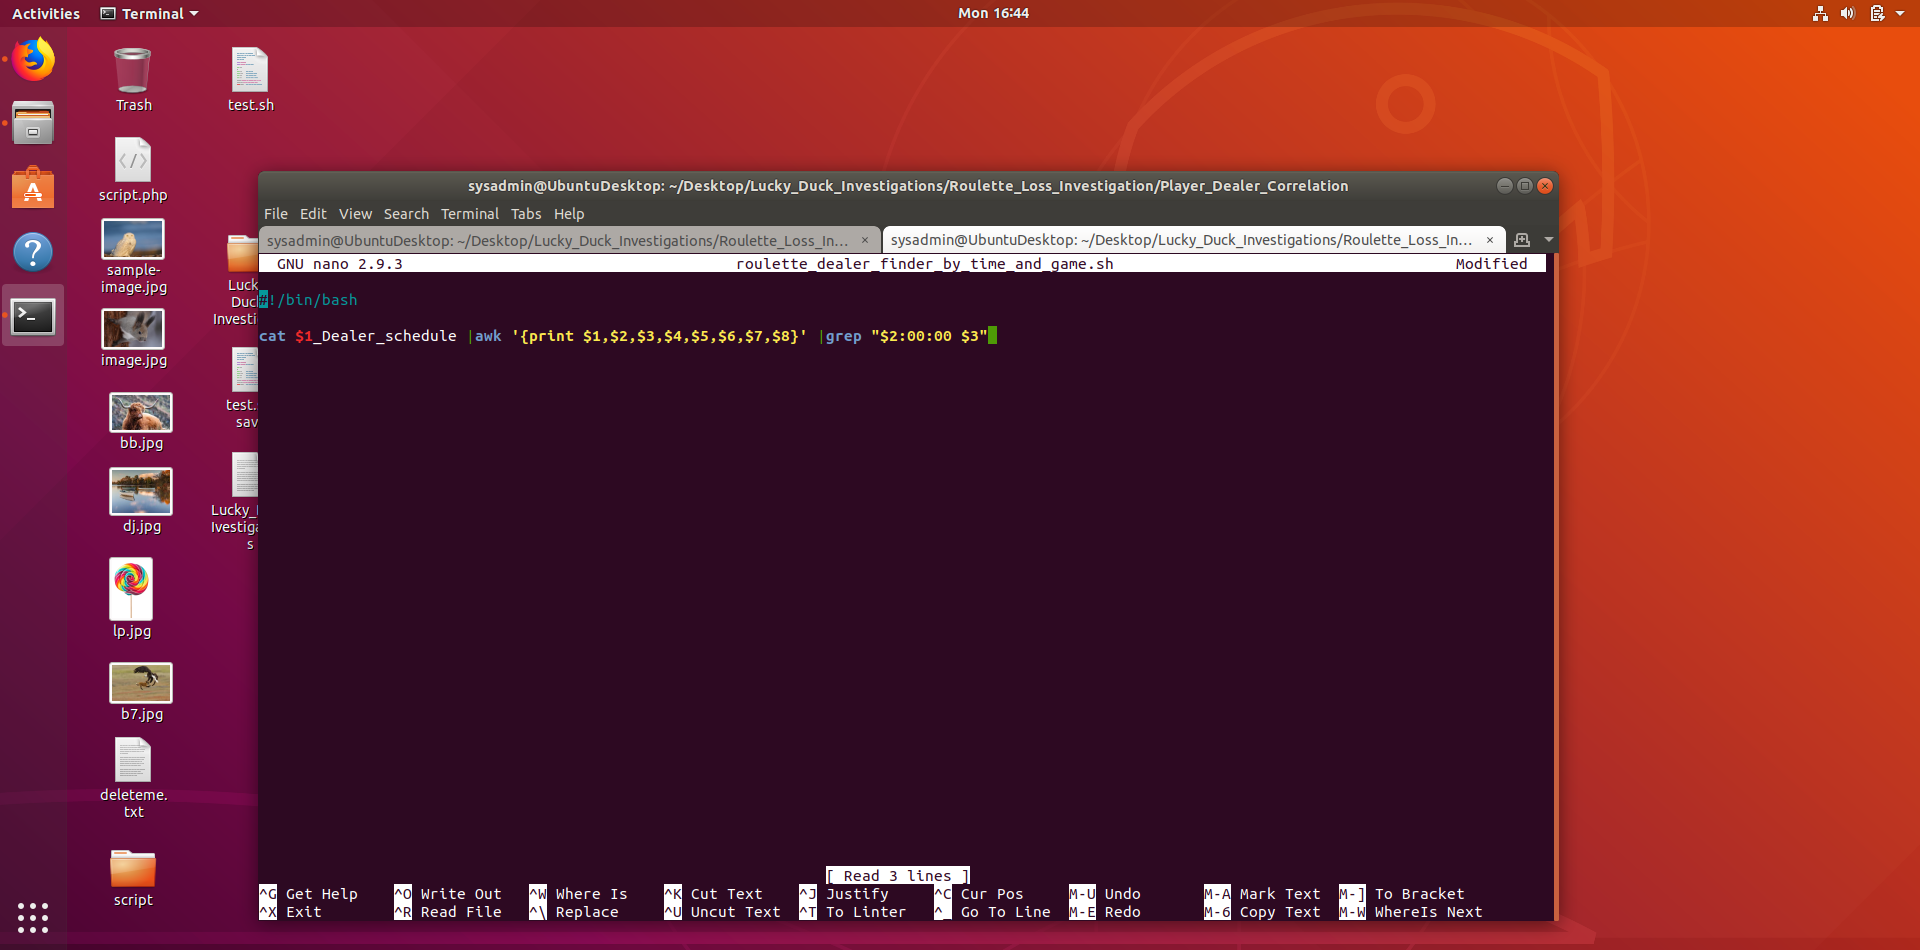 Activities
Terminal
Mon 16:44
Trash
test.sh
script.php
sample-
image.jpg
image.jpg
bb.jpg
dj.jpg
lp.jpg
b7.jpg
deleteme.
txt
script
Luck
Duc
Investi
test.
sav
Lucky_
Ivestiga
s
sysadmin@UbuntuDesktop: ~/Desktop/Lucky_Duck_Investigations/Roulette_Loss_Investigation/Player_Dealer_Correlation
File Edit View Search Terminal Tabs Help
sysadmin@UbuntuDesktop: ~/Desktop/Lucky_Duck_Investigations/Roulette_Loss_In... ×
sysadmin@UbuntuDesktop: ~/Desktop/Lucky_Duck_Investigations/Roulette_Loss_In... ×
GNU nano 2.9.3 roulette_dealer_finder_by_time_and_game.sh Modified
#!/bin/bash
cat $1_Dealer_schedule |awk '{print $1,$2,$3,$4,$5,$6,$7,$8}' |grep "$2:00:00 $3"
[ Read 3 lines ]
^G Get Help ^O Write Out ^W Where Is ^K Cut Text ^J Justify ^C Cur Pos M-U Undo M-A Mark Text M-] To Bracket
^X Exit ^R Read File ^\ Replace ^U Uncut Text ^T To Linter ^_ Go To Line M-E Redo M-6 Copy Text M-W WhereIs Next